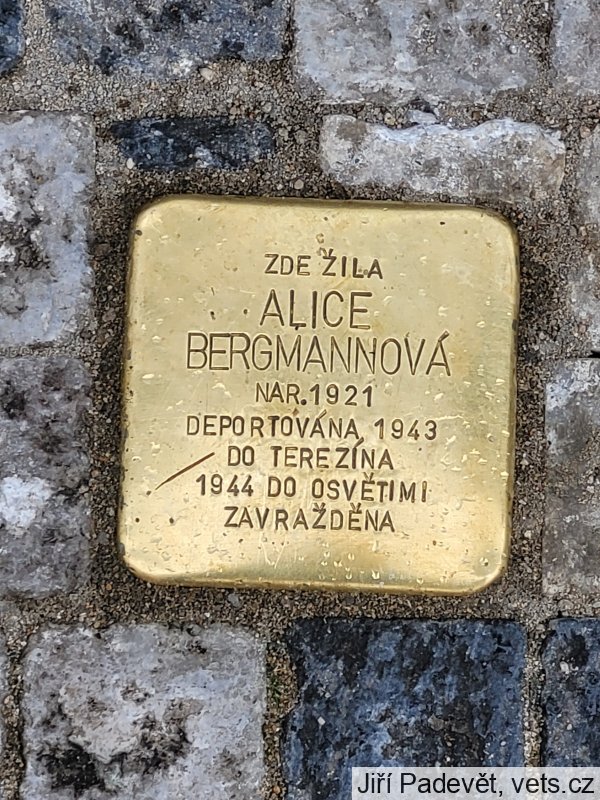 ZDE ŽILA
ALICE
BERGMANNOVÁ
NAR. 1921
DEPORTOVÁNA 1943
DO TEREZÍNA
1944 DO OSVĚTIMI
ZAVRAŽDĚNA
Jiří Padevět, vets.cz